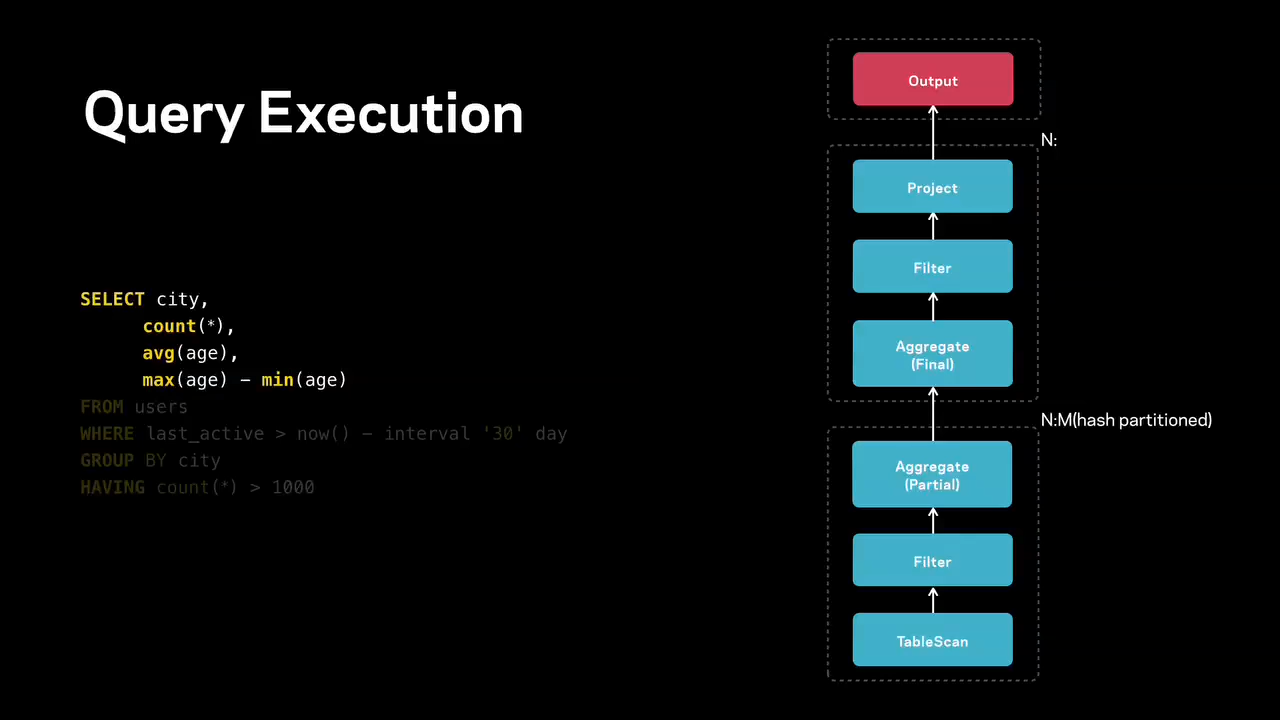 Query Execution
SELECT city,
count(*),
avg(age),
max(age) – min(age)
FROM users
WHERE last_active > now() – interval '30' day
GROUP BY city
HAVING count(*) > 1000
Output
N:
Project
Filter
Aggregate
(Final)
N:M(hash partitioned)
Aggregate
(Partial)
Filter
TableScan